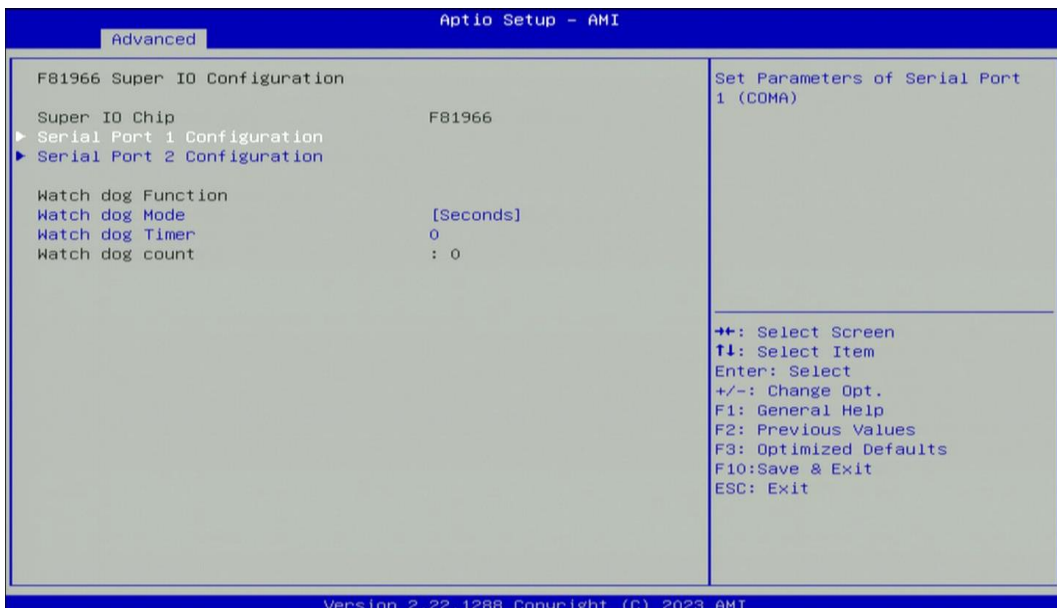 Aptio Setup - AMI
Advanced
F81966 Super IO Configuration
Super IO Chip F81966
▶ Serial Port 1 Configuration
▶ Serial Port 2 Configuration
Watch dog Function
Watch dog Mode [Seconds]
Watch dog Timer 0
Watch dog count : 0
Set Parameters of Serial Port
1 (COMA)
→←: Select Screen
↑↓: Select Item
Enter: Select
+/-: Change Opt.
F1: General Help
F2: Previous Values
F3: Optimized Defaults
F10:Save & Exit
ESC: Exit
Version 2.22.1288 Copyright (C) 2023 AMI